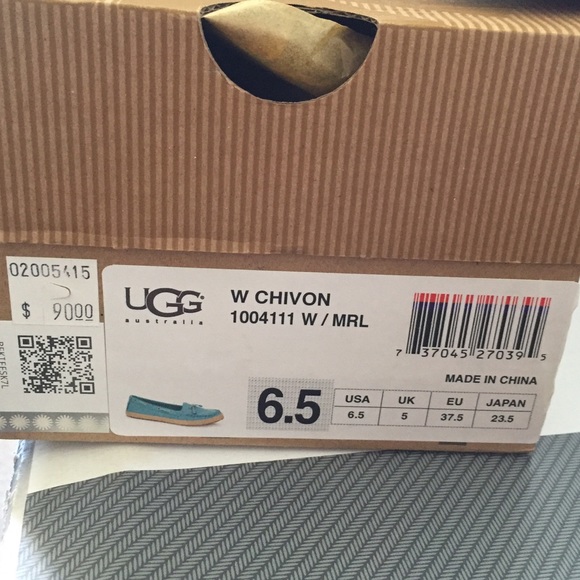 02005415
$ 9000
UGG
australia
W CHIVON
1004111 W / MRL
7 37045 27039 5
MADE IN CHINA
6.5
USA UK EU JAPAN
6.5 5 37.5 23.5